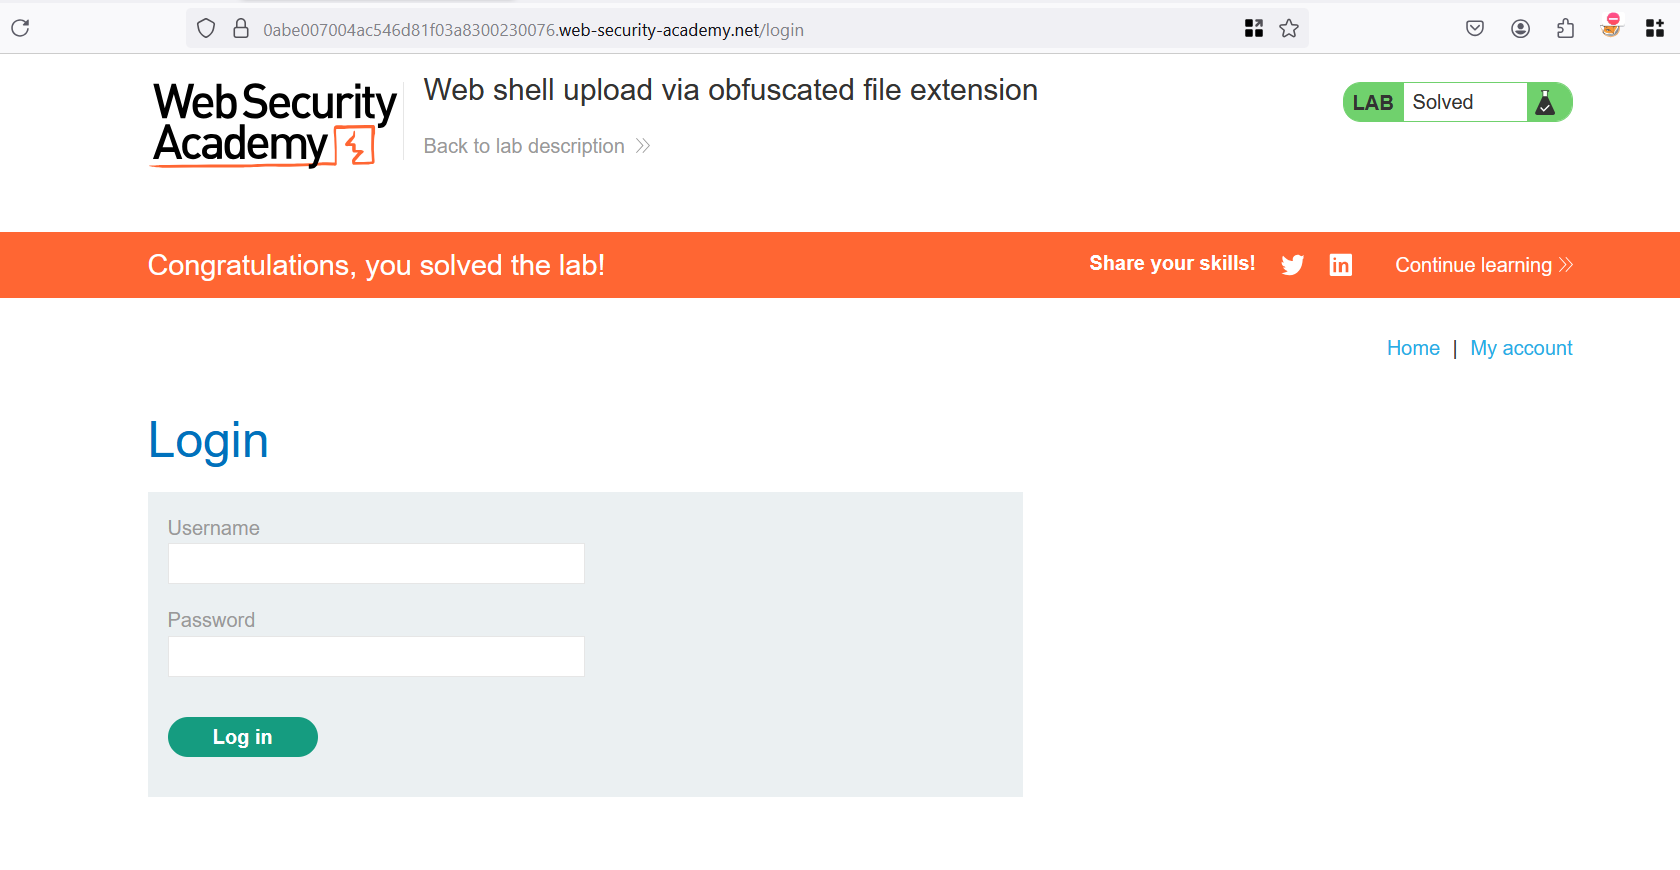 0abe007004ac546d81f03a8300230076.web-security-academy.net/login
Web Security
Academy
Web shell upload via obfuscated file extension
Back to lab description
LAB Solved
Congratulations, you solved the lab!
Share your skills!
in
Continue learning
Home | My account
Login
Username
Password
Log in